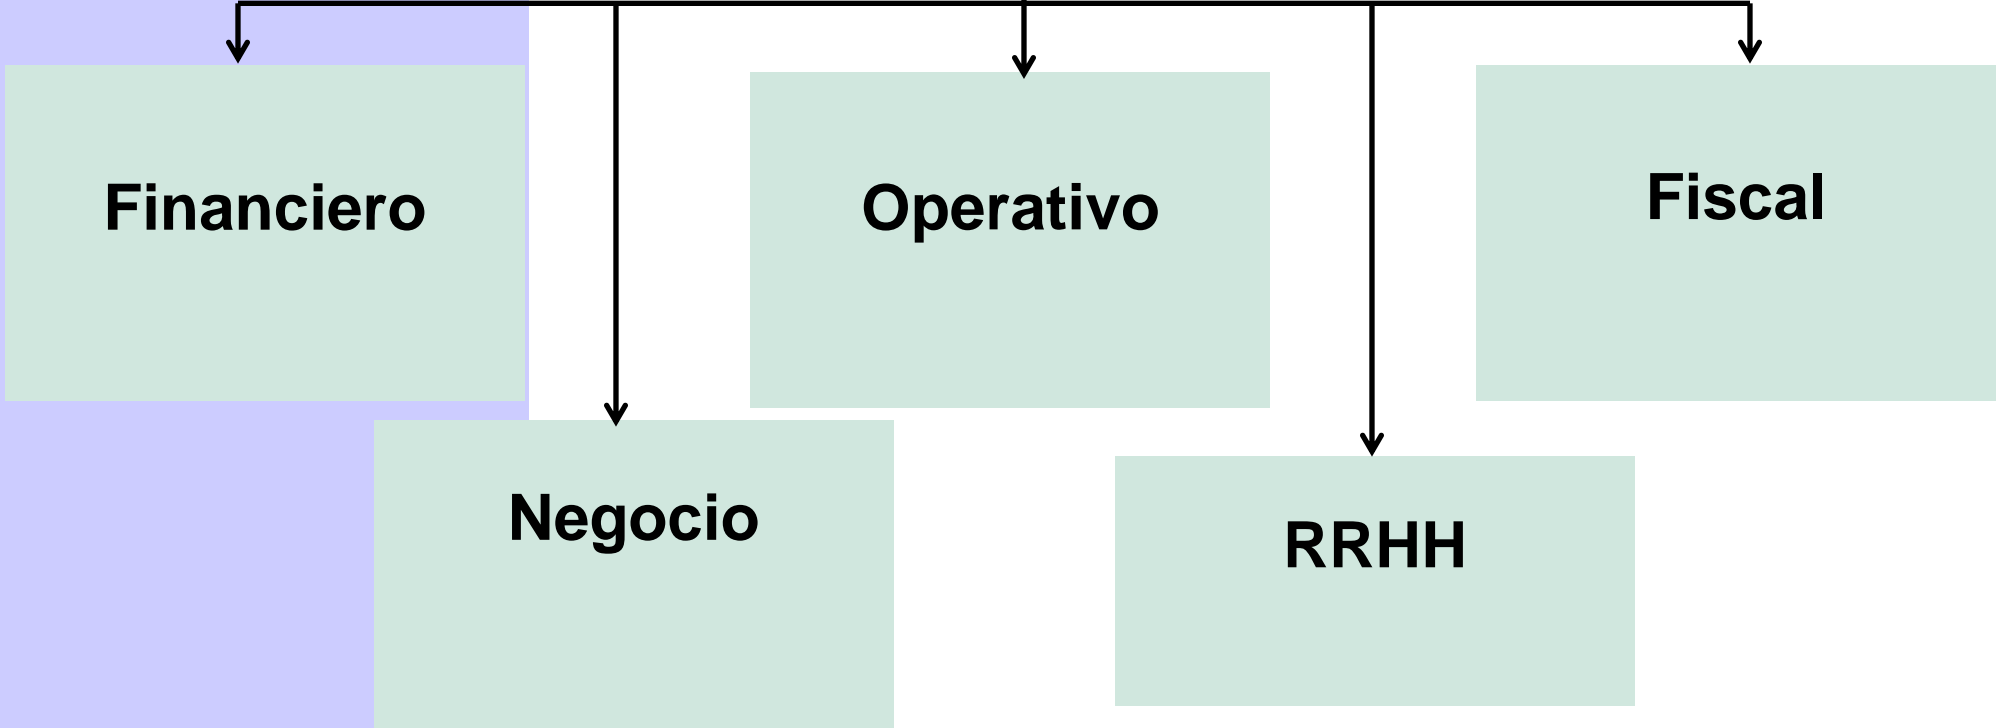 Financiero
Operativo
Fiscal
Negocio
RRHH